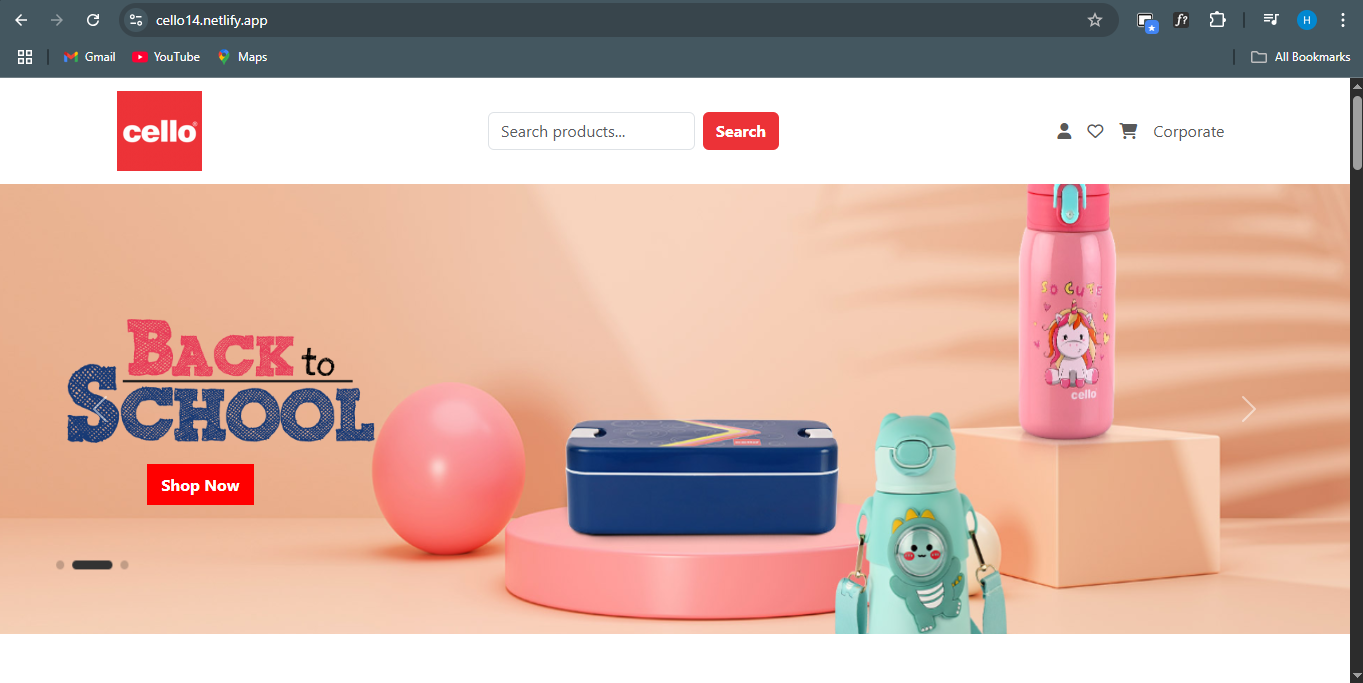 cello14.netlify.app
Gmail
YouTube
Maps
All Bookmarks
H
f?
cello
Search products...
Search
Corporate
BACK to
SCHOOL
Shop Now
SO CUTE
cello